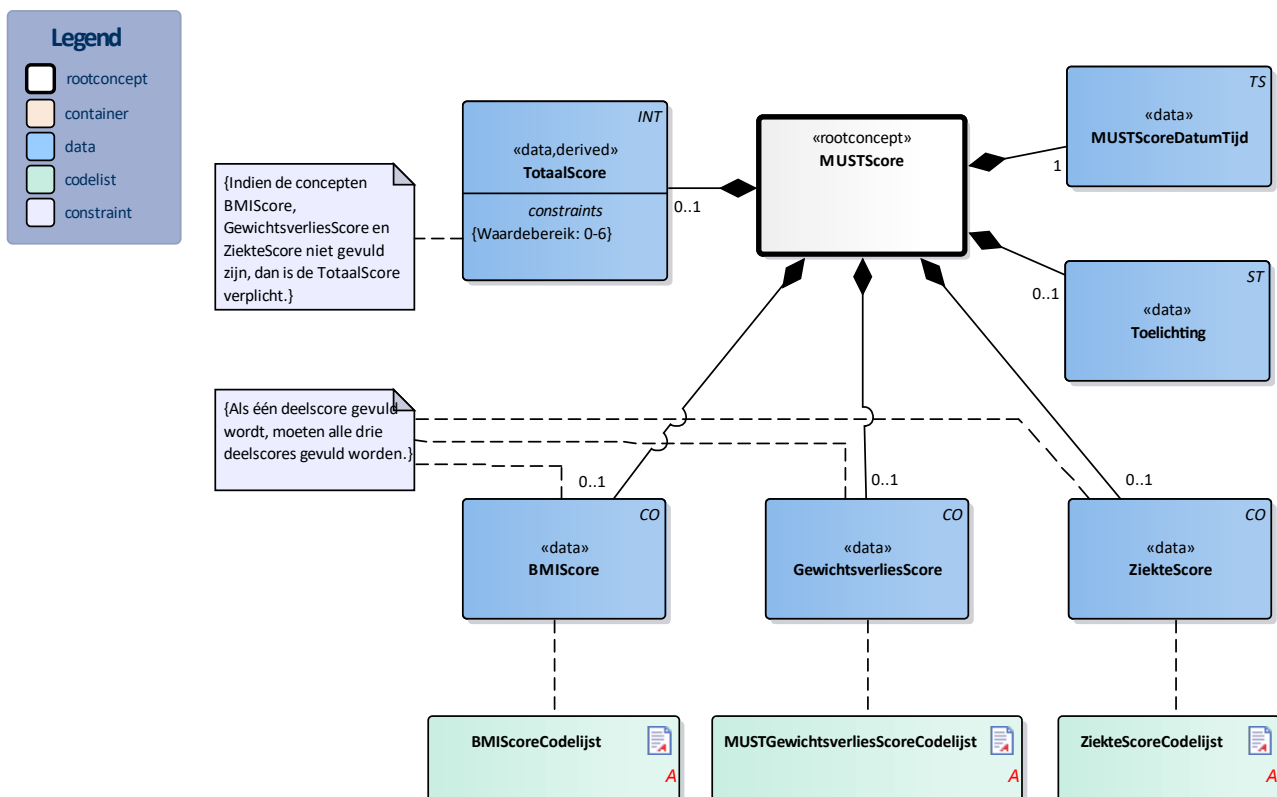 Legend
rootconcept
container
data
codelist
constraint
{Indien de concepten
BMIScore,
GewichtsverliesScore en
ZiekteScore niet gevuld
zijn, dan is de TotaalScore
verplicht.}
INT
«data,derived»
TotaalScore
constraints
{Waardebereik: 0-6}
0..1
«rootconcept»
MUSTScore
TS
«data»
MUSTScoreDatumTijd
1
ST
«data»
Toelichting
0..1
{Als één deelscore gevuld
wordt, moeten alle drie
deelscores gevuld worden.}
0..1
0..1
0..1
CO
«data»
BMIScore
CO
«data»
GewichtsverliesScore
CO
«data»
ZiekteScore
BMIScoreCodelijst
A
MUSTGewichtsverliesScoreCodelijst
A
ZiekteScoreCodelijst
A